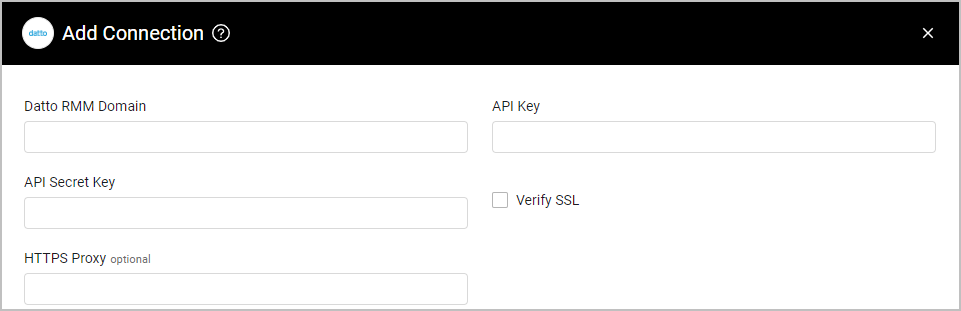 datto Add Connection ?
Datto RMM Domain
API Key
API Secret Key
Verify SSL
HTTPS Proxy optional